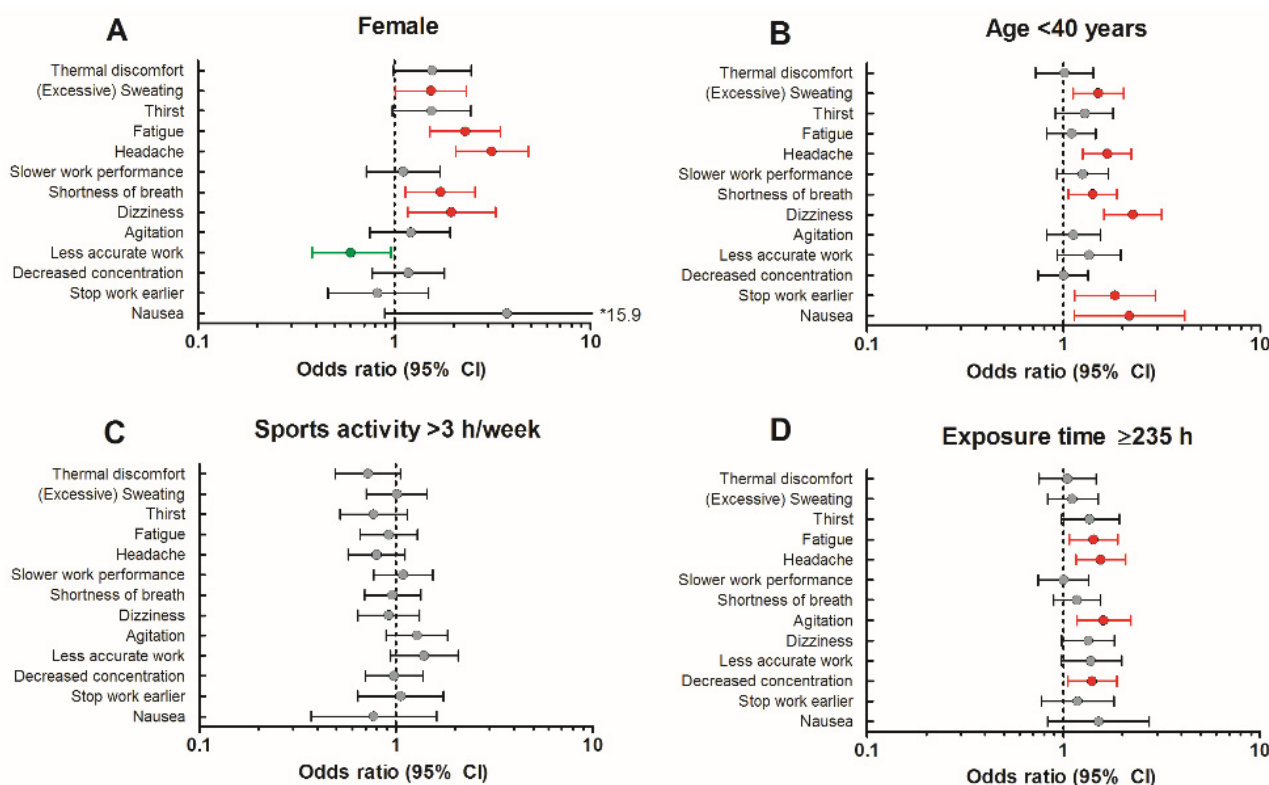 A
Female
Thermal discomfort
(Excessive) Sweating
Thirst
Fatigue
Headache
Slower work performance
Shortness of breath
Dizziness
Agitation
Less accurate work
Decreased concentration
Stop work earlier
Nausea
*15.9
0.1 1 10
Odds ratio (95% CI)
B
Age <40 years
Thermal discomfort
(Excessive) Sweating
Thirst
Fatigue
Headache
Slower work performance
Shortness of breath
Dizziness
Agitation
Less accurate work
Decreased concentration
Stop work earlier
Nausea
0.1 1 10
Odds ratio (95% CI)
C
Sports activity >3 h/week
Thermal discomfort
(Excessive) Sweating
Thirst
Fatigue
Headache
Slower work performance
Shortness of breath
Dizziness
Agitation
Less accurate work
Decreased concentration
Stop work earlier
Nausea
0.1 1 10
Odds ratio (95% CI)
D
Exposure time ≥235 h
Thermal discomfort
(Excessive) Sweating
Thirst
Fatigue
Headache
Slower work performance
Shortness of breath
Agitation
Dizziness
Less accurate work
Decreased concentration
Stop work earlier
Nausea
0.1 1 10
Odds ratio (95% CI)